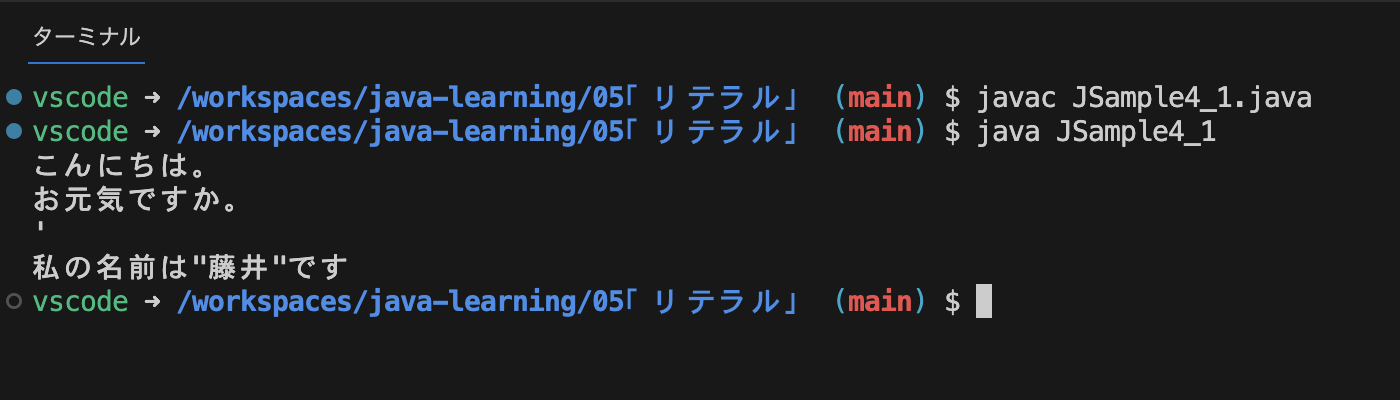 ターミナル
vscode ➜ /workspaces/java-learning/05「リテラル」 (main) $ javac JSample4_1.java
vscode ➜ /workspaces/java-learning/05「リテラル」 (main) $ java JSample4_1
こんにちは。
お元気ですか。
'
私の名前は"藤井"です
vscode ➜ /workspaces/java-learning/05「リテラル」 (main) $